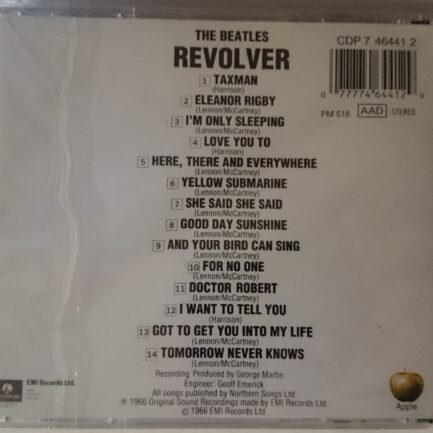 THE BEATLES
REVOLVER
CDP 7 46441 2
1 TAXMAN
(Harrison)
2 ELEANOR RIGBY
(Lennon/McCartney)
3 I'M ONLY SLEEPING
(Lennon/McCartney)
4 LOVE YOU TO
(Harrison)
5 HERE, THERE AND EVERYWHERE
(Lennon/McCartney)
6 YELLOW SUBMARINE
(Lennon/McCartney)
7 SHE SAID SHE SAID
(Lennon/McCartney)
8 GOOD DAY SUNSHINE
(Lennon/McCartney)
9 AND YOUR BIRD CAN SING
(Lennon/McCartney)
10 FOR NO ONE
(Lennon/McCartney)
11 DOCTOR ROBERT
(Lennon/McCartney)
12 I WANT TO TELL YOU
(Harrison)
13 GOT TO GET YOU INTO MY LIFE
(Lennon/McCartney)
14 TOMORROW NEVER KNOWS
(Lennon/McCartney)
Recording Produced by George Martin
Engineer: Geoff Emerick
All songs published by Northern Songs Ltd.
℗ 1966 Original Sound Recordings made by EMI Records Ltd.
© 1966 EMI Records Ltd.
0 77774 64412 9
PM 518 AAD STEREO
EMI Records Ltd.
Apple